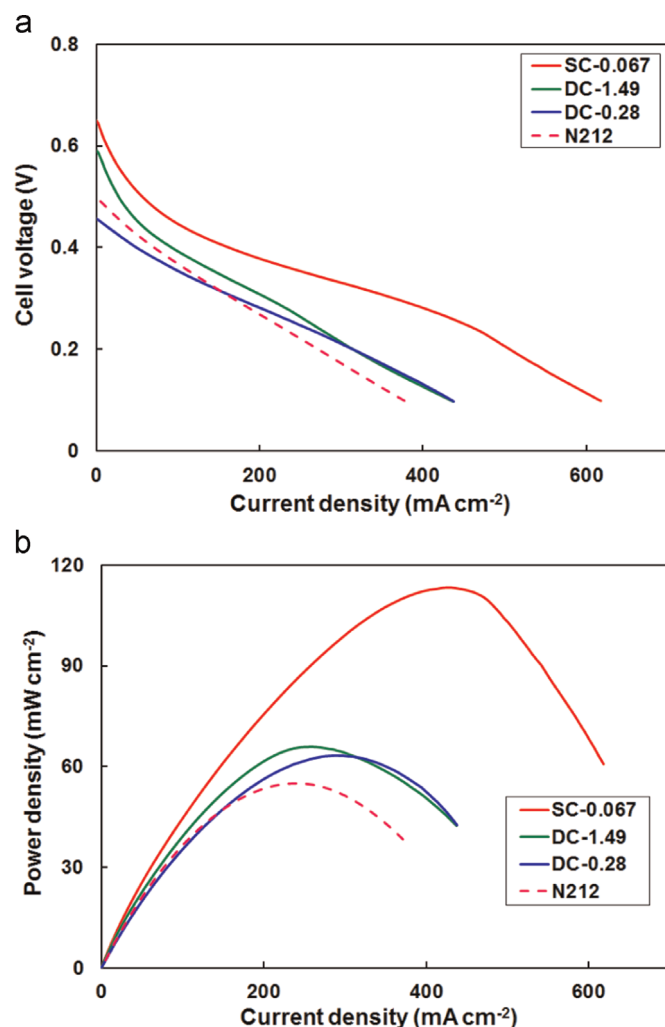 a
0.8
0.6
0.4
0.2
0
Cell voltage (V)
SC-0.067
DC-1.49
DC-0.28
N212
0 200 400 600
Current density (mA cm-2)
b
120
90
60
30
0
Power density (mW cm-2)
SC-0.067
DC-1.49
DC-0.28
N212
0 200 400 600
Current density (mA cm-2)